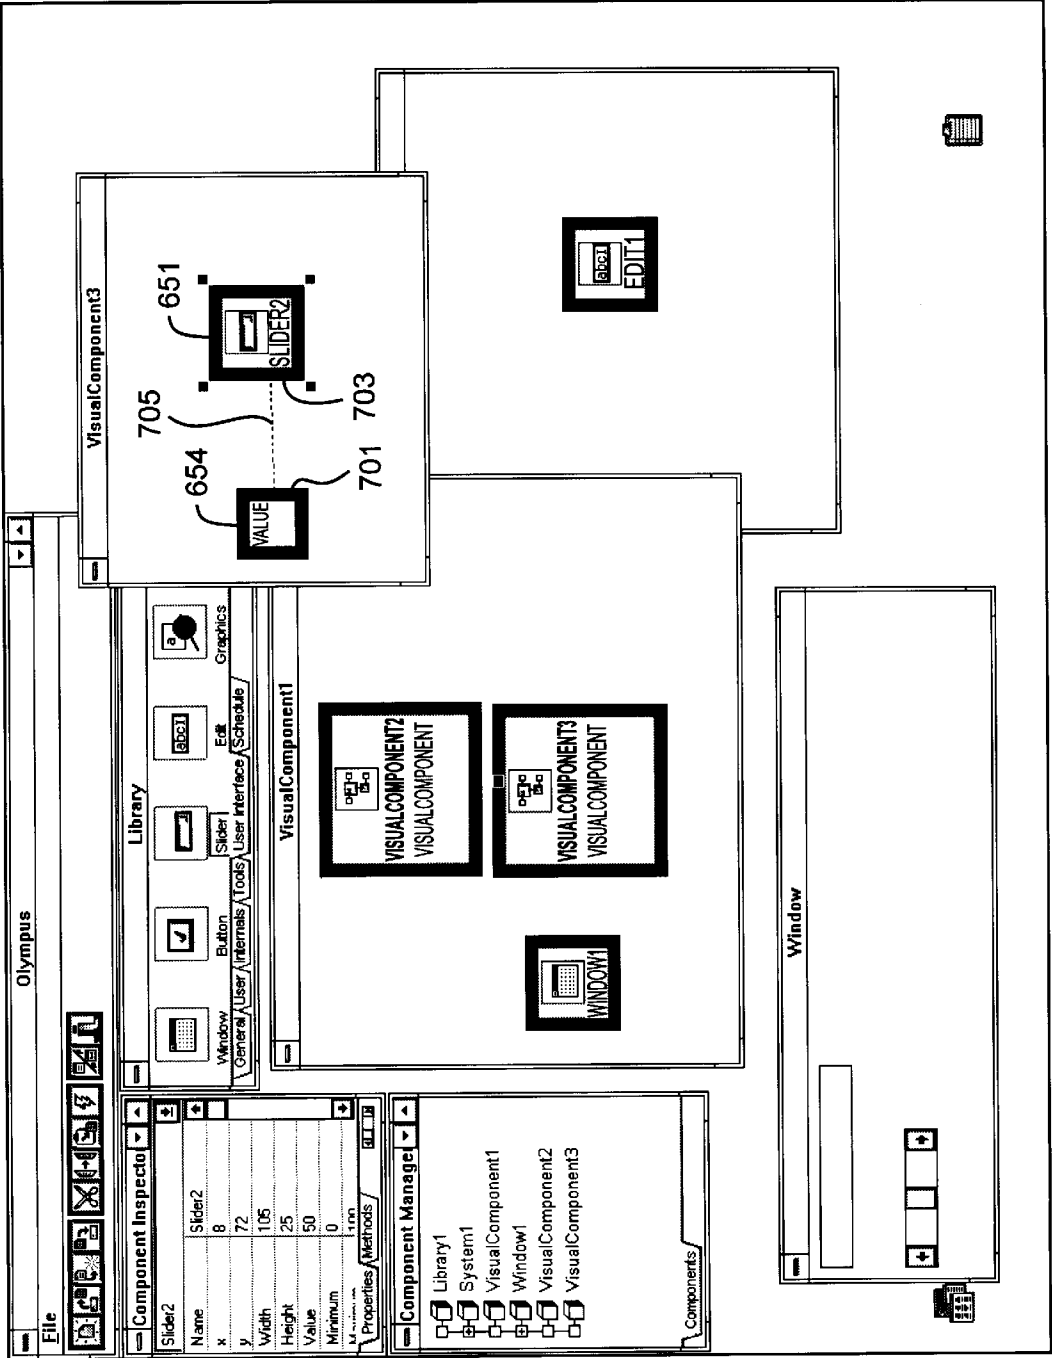 Olympus
File
Component Inspector
Slider2
Name Slider2
x 8
y 72
Width 105
Height 25
Value 50
Minimum 0
100
Properties Methods
Component Manager
Library1
System1
VisualComponent1
Window1
VisualComponent2
VisualComponent3
Components
Library
a
abcI
Window Button Slider Edit Graphics
General User Internals Tools User Interface Schedule
VisualComponent1
WINDOW1
VISUALCOMPONENT2
VISUALCOMPONENT
VISUALCOMPONENT3
VISUALCOMPONENT
VisualComponent3
705
651
654
VALUE
SLIDER2
701
703
abcI
EDIT1
Window